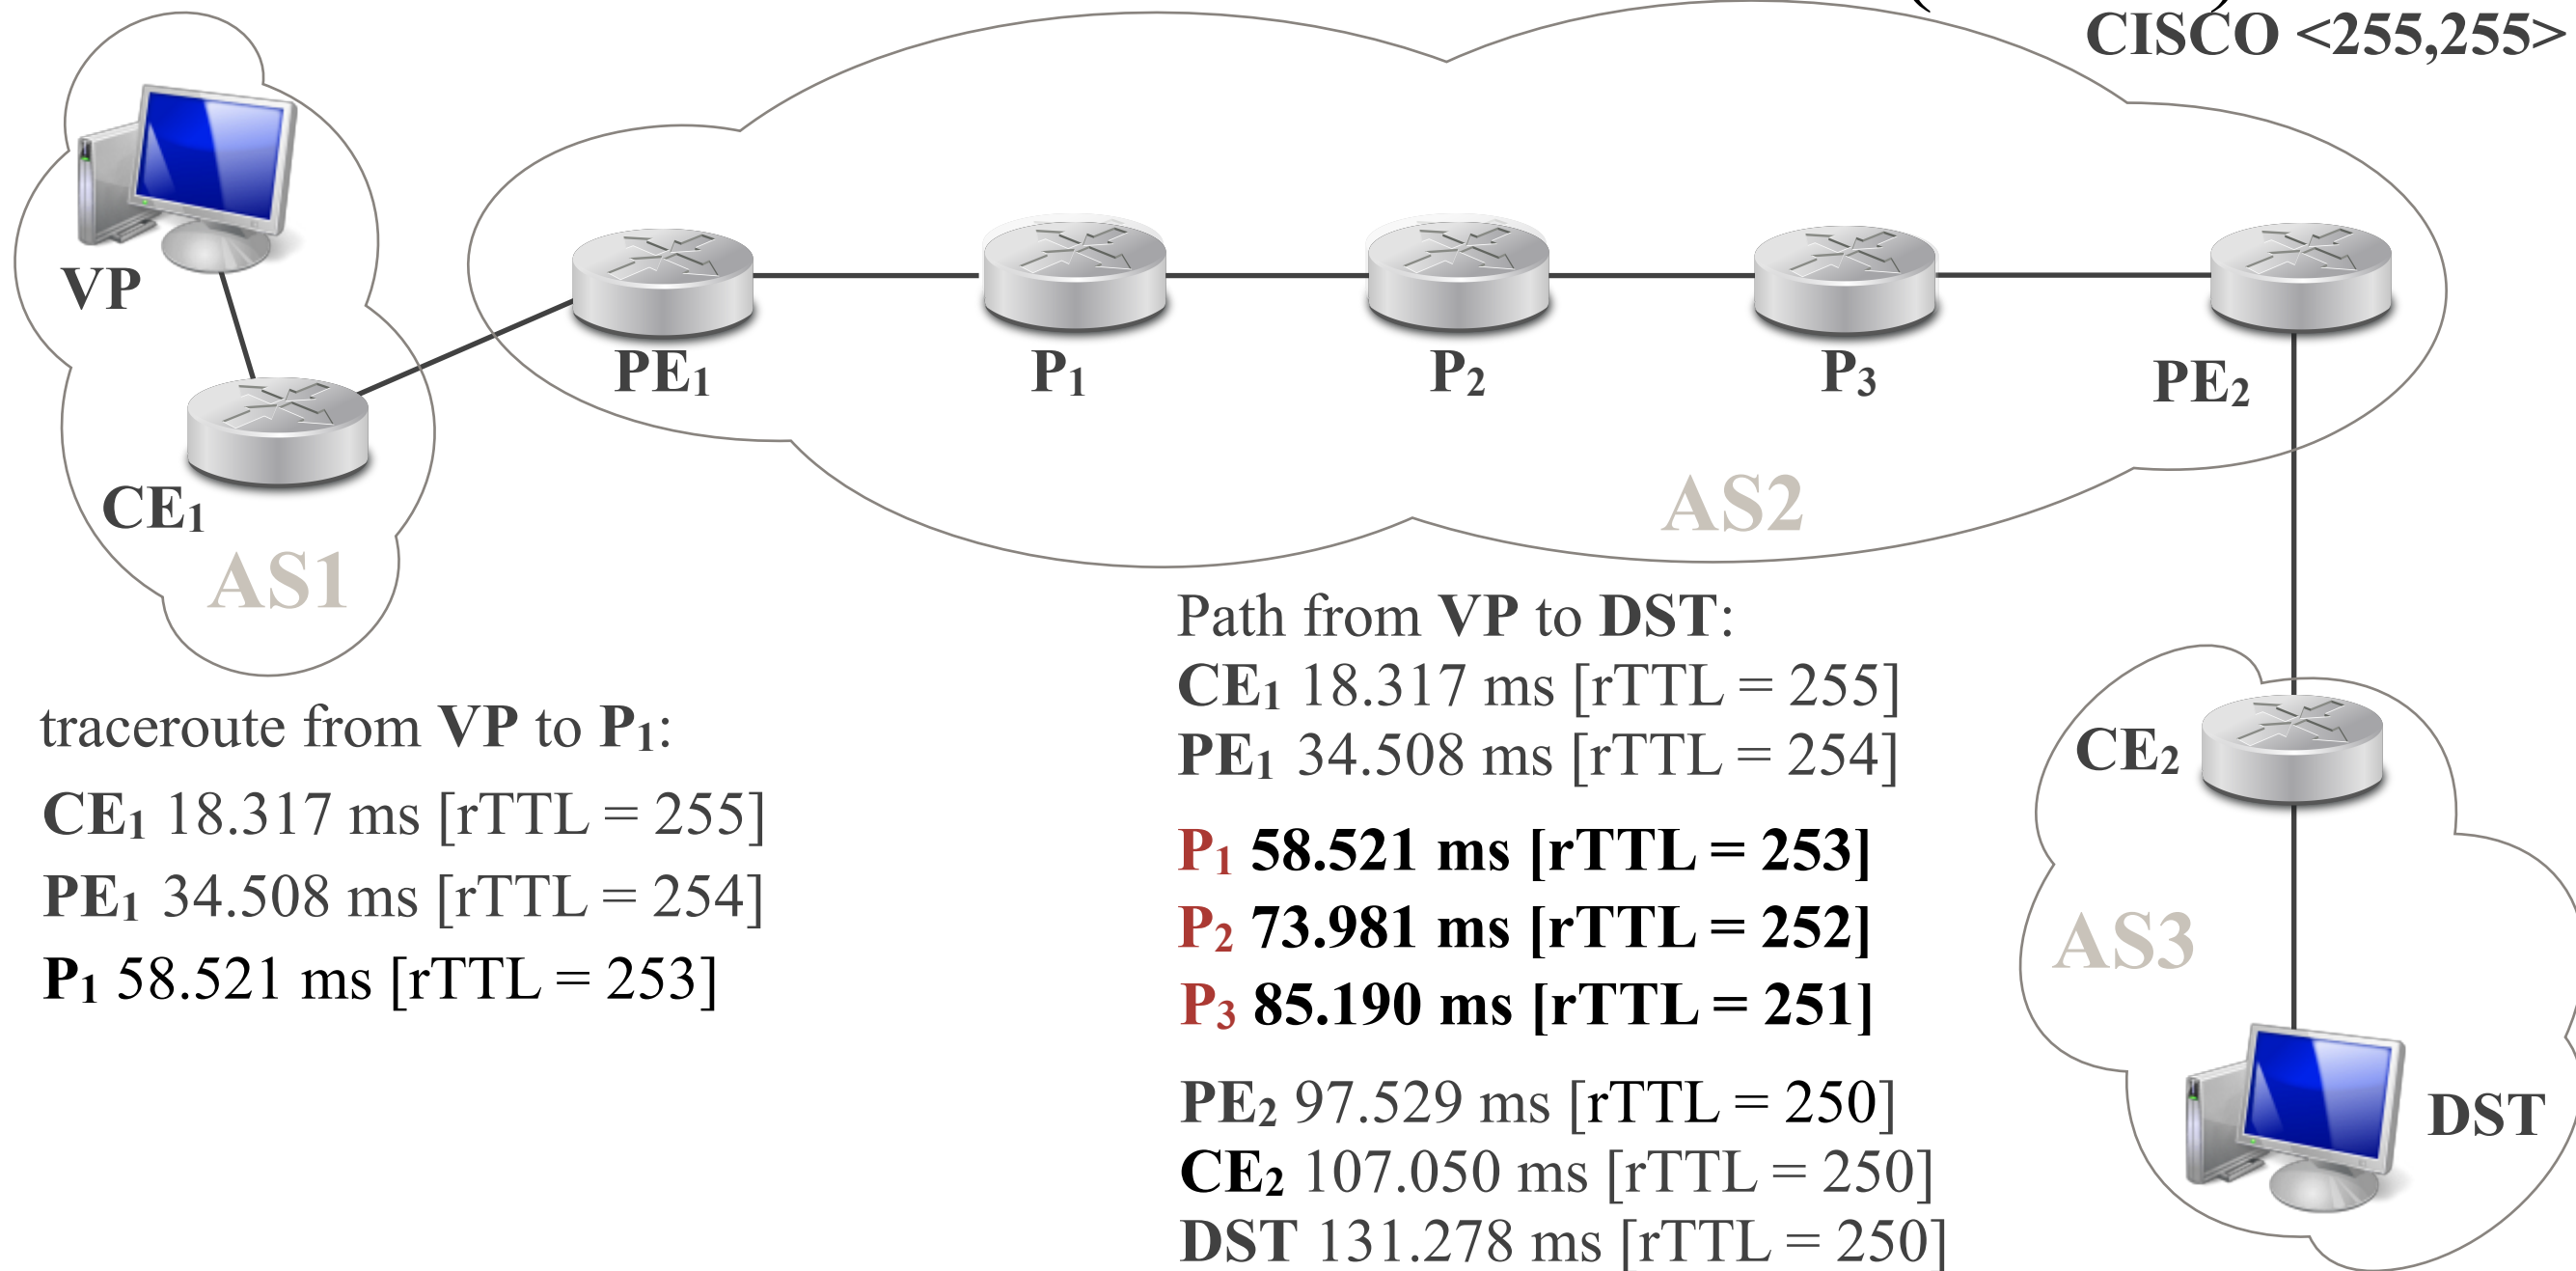 CISCO <255,255>
VP
PE₁
P₁
P₂
P₃
PE₂
CE₁
AS1
AS2
traceroute from VP to P₁:
CE₁ 18.317 ms [rTTL = 255]
PE₁ 34.508 ms [rTTL = 254]
P₁ 58.521 ms [rTTL = 253]
Path from VP to DST:
CE₁ 18.317 ms [rTTL = 255]
PE₁ 34.508 ms [rTTL = 254]
P₁ 58.521 ms [rTTL = 253]
P₂ 73.981 ms [rTTL = 252]
P₃ 85.190 ms [rTTL = 251]
PE₂ 97.529 ms [rTTL = 250]
CE₂ 107.050 ms [rTTL = 250]
DST 131.278 ms [rTTL = 250]
CE₂
AS3
DST